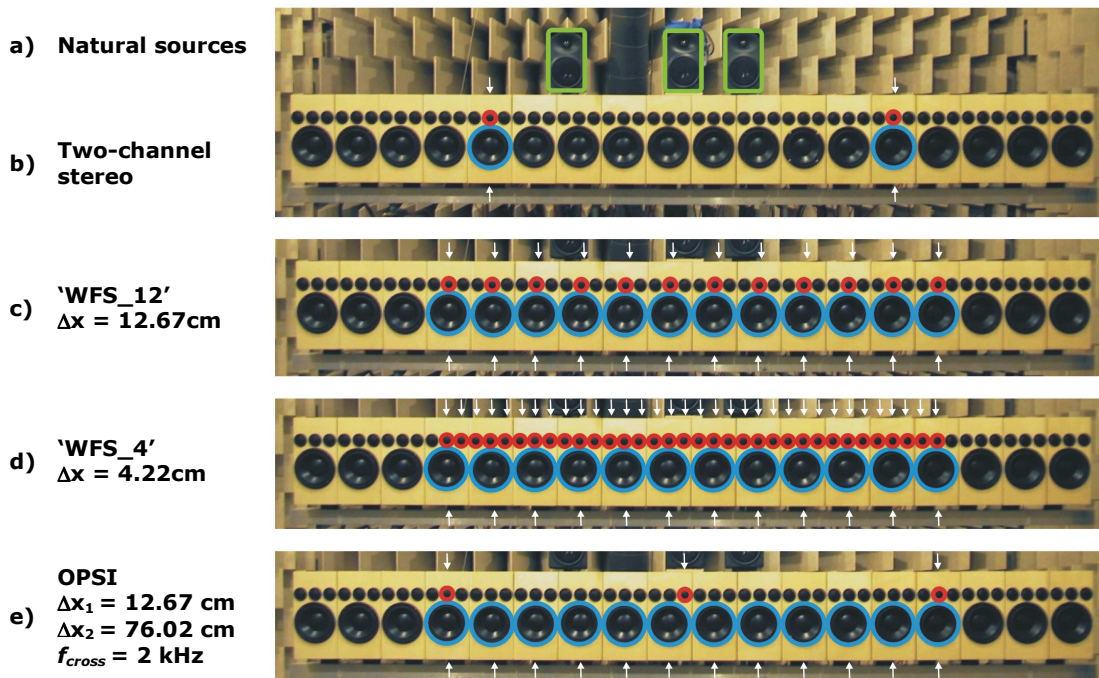 a) Natural sources
b) Two-channel
stereo
c) ‘WFS_12’
Δx = 12.67cm
d) ‘WFS_4’
Δx = 4.22cm
e) OPSI
Δx₁ = 12.67 cm
Δx₂ = 76.02 cm
f_cross = 2 kHz